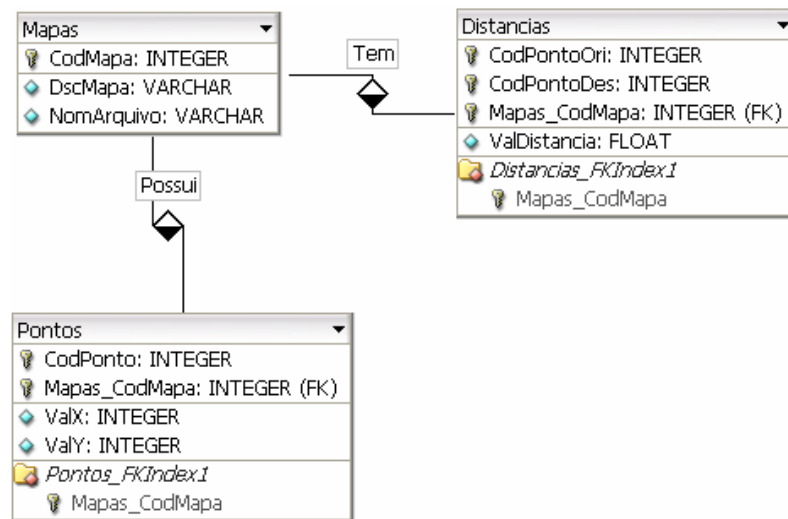 Mapas
CodMapa: INTEGER
DscMapa: VARCHAR
NomArquivo: VARCHAR
Tem
Distancias
CodPontoOri: INTEGER
CodPontoDes: INTEGER
Mapas_CodMapa: INTEGER (FK)
ValDistancia: FLOAT
Distancias_FKIndex1
Mapas_CodMapa
Possui
Pontos
CodPonto: INTEGER
Mapas_CodMapa: INTEGER (FK)
ValX: INTEGER
ValY: INTEGER
Pontos_FKIndex1
Mapas_CodMapa